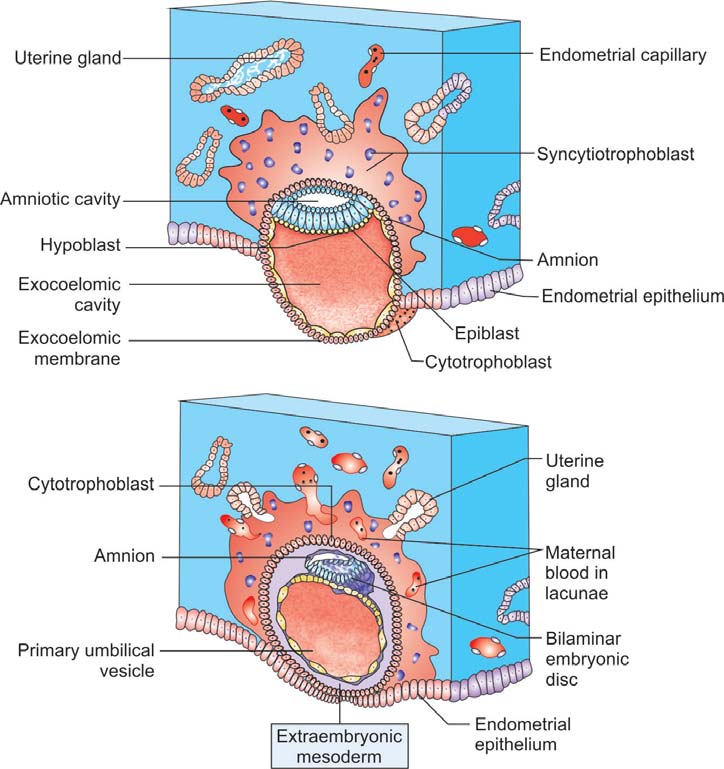 Uterine gland
Endometrial capillary
Syncytiotrophoblast
Amniotic cavity
Hypoblast
Amnion
Exocoelomic
cavity
Endometrial epithelium
Epiblast
Exocoelomic
membrane
Cytotrophoblast
Cytotrophoblast
Uterine
gland
Amnion
Maternal
blood in
lacunae
Primary umbilical
vesicle
Bilaminar
embryonic
disc
Extraembryonic
mesoderm
Endometrial
epithelium